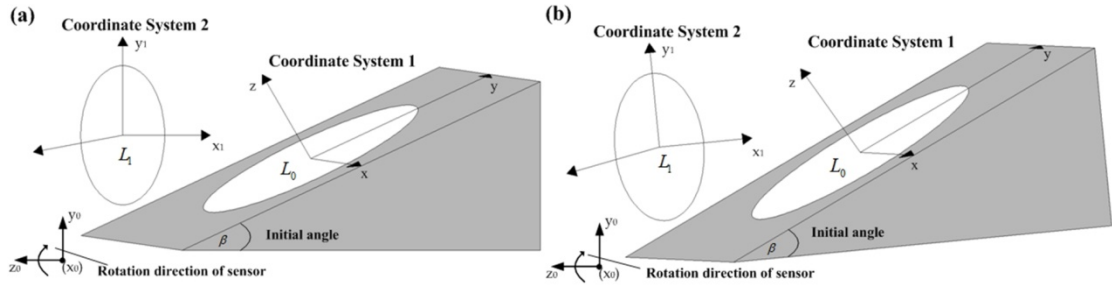 (a)
Coordinate System 2
y1
Coordinate System 1
z
y
x1
L1
L0
x
y0
β
Initial angle
z0
(x0)
Rotation direction of sensor
(b)
Coordinate System 2
y1
Coordinate System 1
z
y
x1
L1
L0
x
y0
β
Initial angle
z0
(x0)
Rotation direction of sensor